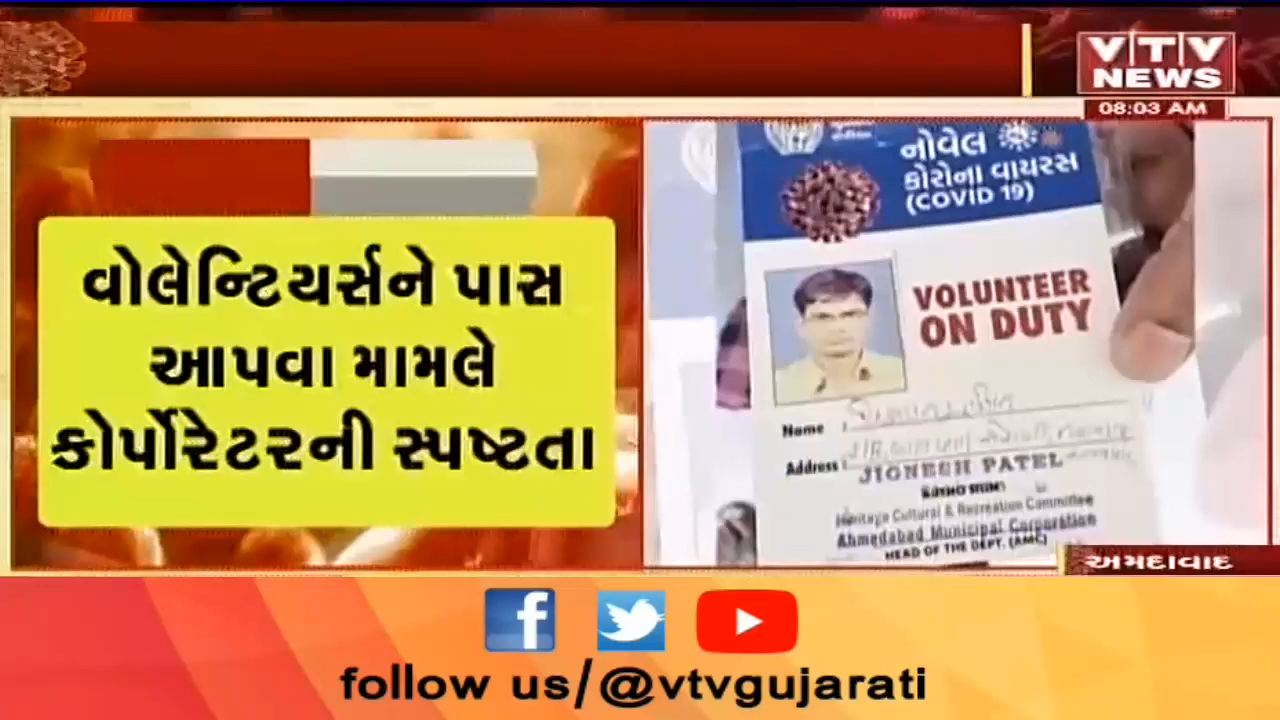 VTV
NEWS
08:03 AM
વોલેન્ટિયર્સને પાસ
આપવા મામલે
કોર્પોરેટરની સ્પષ્ટતા
નોવેલ
કોરોના વાયરસ
(COVID 19)
VOLUNTEER
ON DUTY
Name
Address
JIGNESH PATEL
Heritage Cultural & Recreation Committee
Ahmedabad Municipal Corporation
HEAD OF THE DEPT. (AMC)
અમદાવાદ
follow us/@vtvgujarati